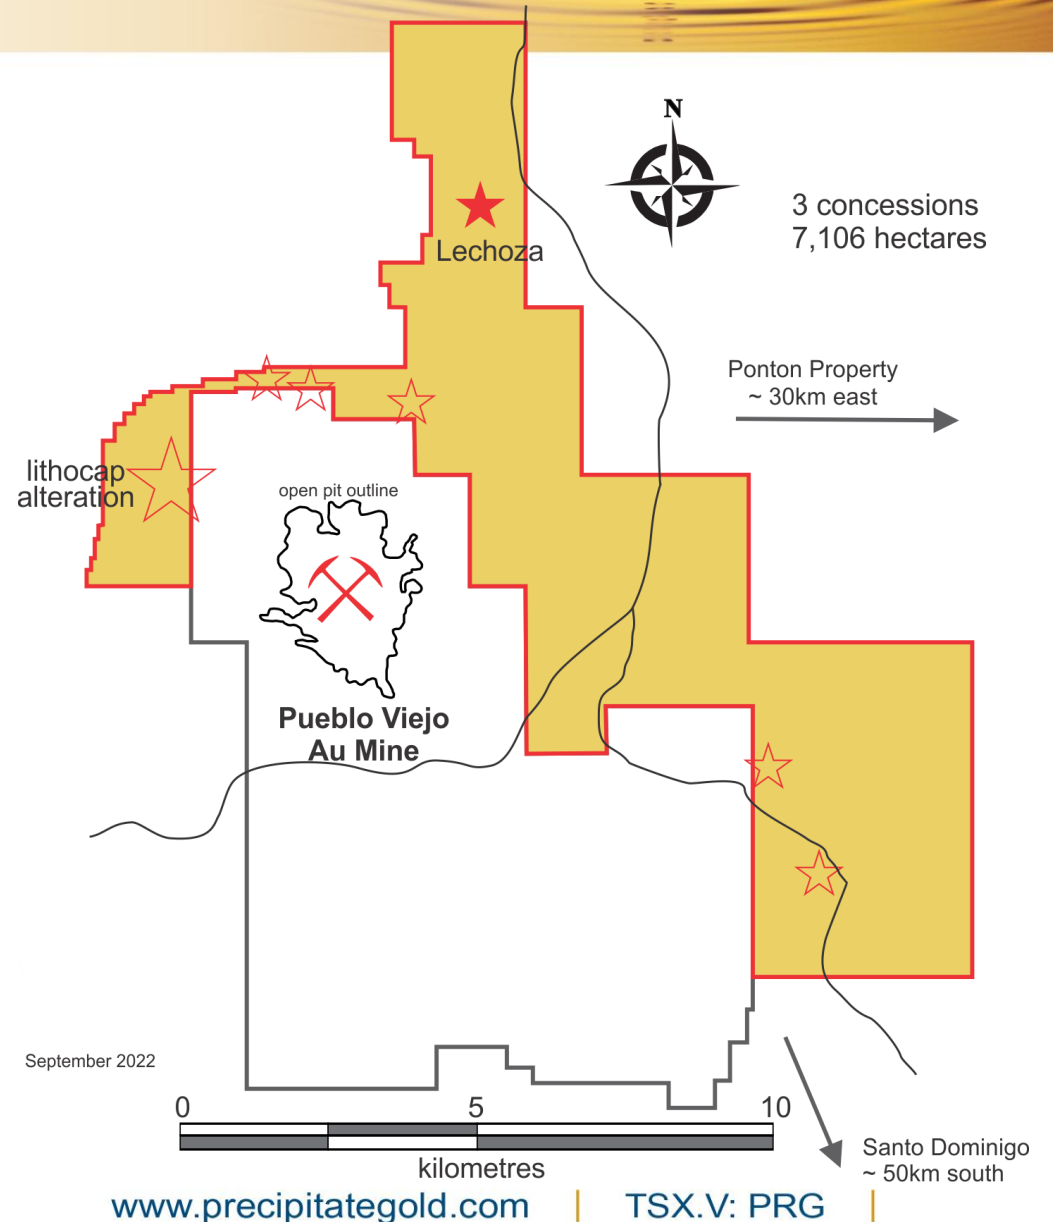 N
3 concessions
7,106 hectares
Lechoza
Ponton Property
~ 30km east
lithocap
alteration
open pit outline
Pueblo Viejo
Au Mine
September 2022
0 5 10
kilometres
Santo Dominigo
~ 50km south
www.precipitategold.com | TSX.V: PRG |